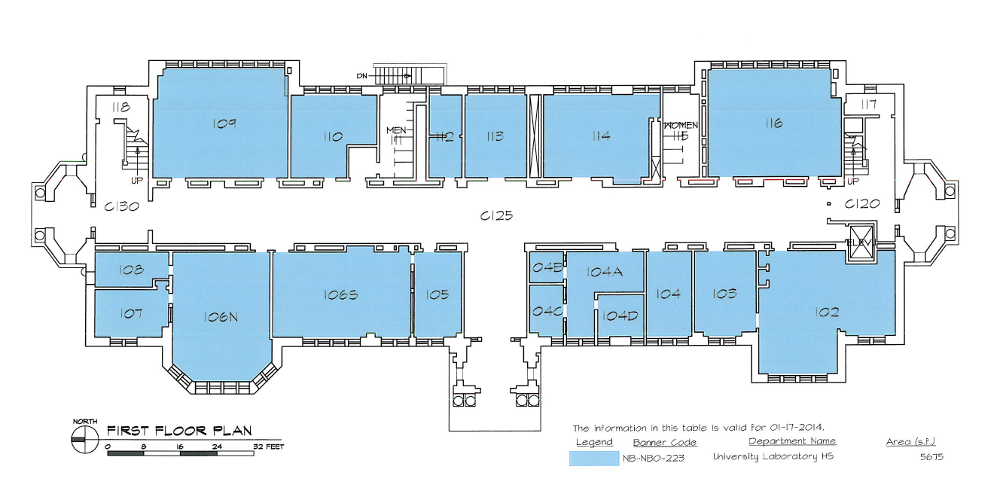 DN
118
117
109
110
MEN
111
112
113
114
WOMEN
115
116
UP
UP
C130
C125
C120
ELEV
108
107
106N
106S
105
04B
04C
104A
104D
104
103
102
NORTH
FIRST FLOOR PLAN
0 8 16 24 32 FEET
The information in this table is valid for 01-17-2014.
Legend Banner Code Department Name Area (s.f.)
NB-NBO-223 University Laboratory HS 5675